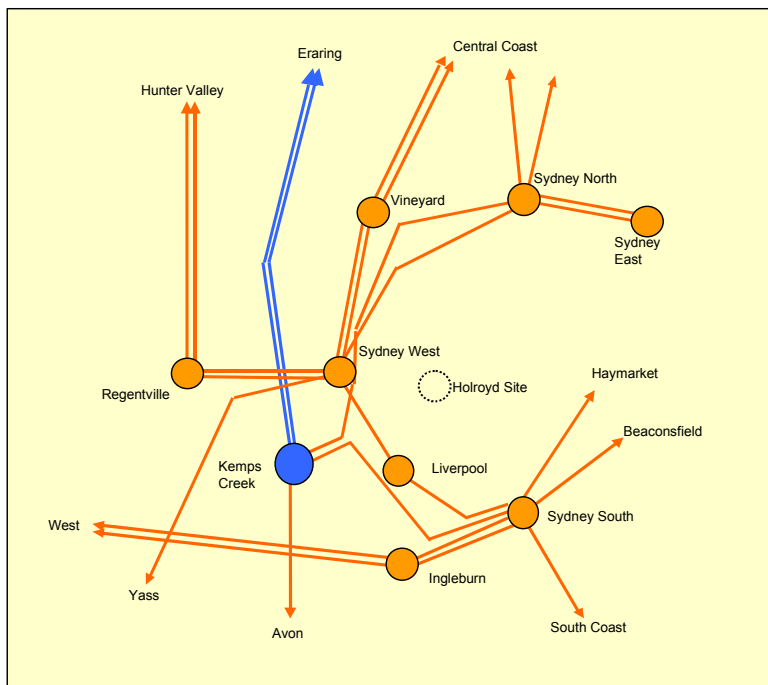 Central Coast
Eraring
Hunter Valley
Sydney North
Vineyard
Sydney
East
Sydney West
Haymarket
Regentville
Holroyd Site
Beaconsfield
Kemps
Creek
Liverpool
Sydney South
West
Ingleburn
Yass
Avon
South Coast